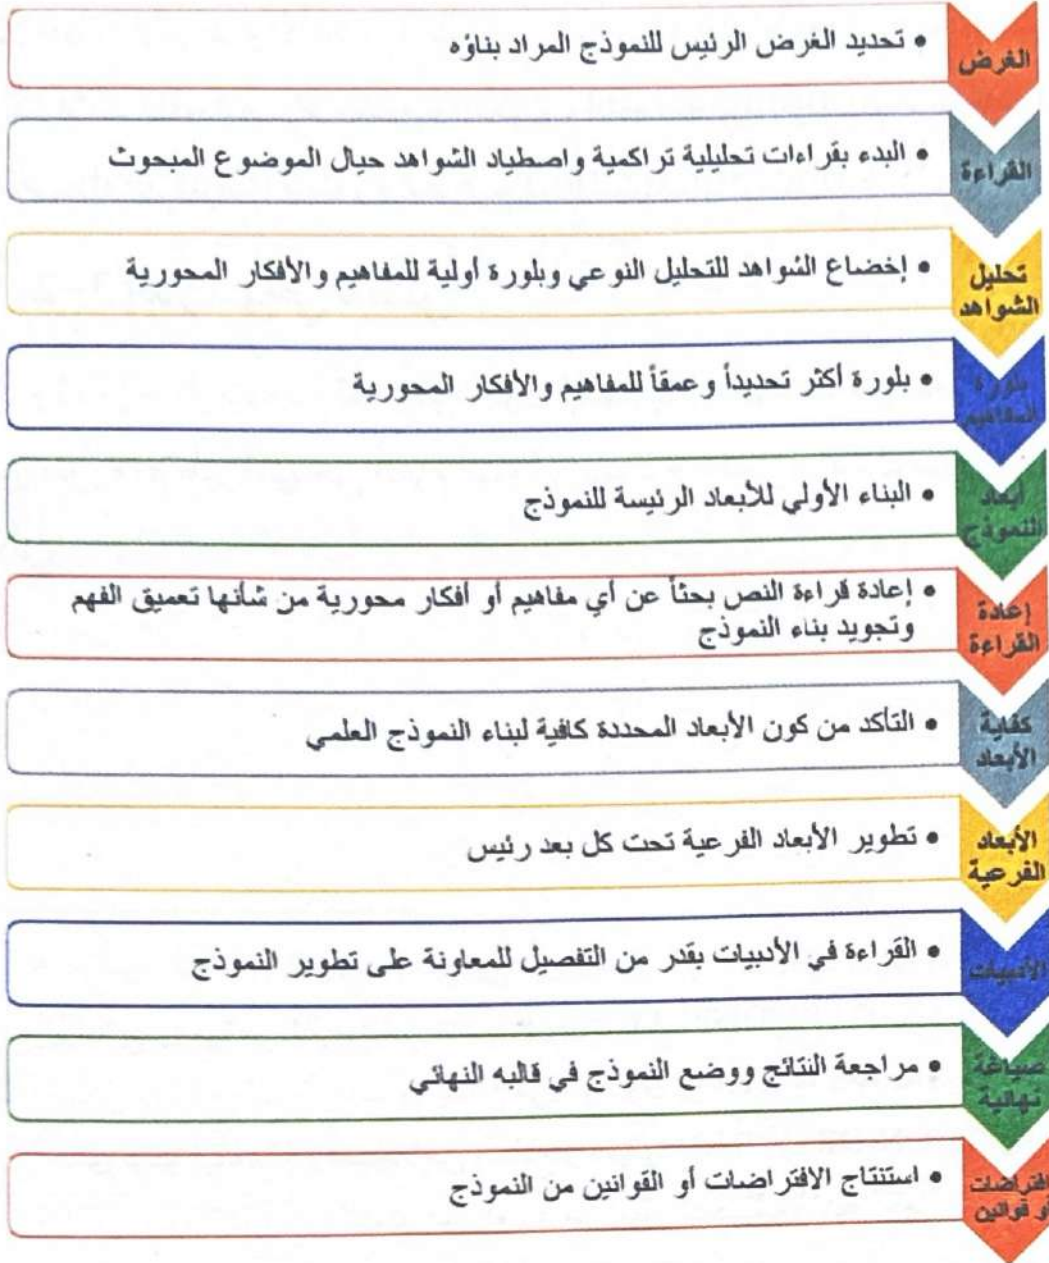 الغرض
• تحديد الغرض الرئيس للنموذج المراد بناؤه
القراءة
• البدء بقراءات تحليلية تراكمية واصطياد الشواهد حيال الموضوع المبحوث
تحليل
الشواهد
• إخضاع الشواهد للتحليل النوعي وبلورة أولية للمفاهيم والأفكار المحورية
بلورة
المفاهيم
• بلورة أكثر تحديداً وعمقاً للمفاهيم والأفكار المحورية
أبعاد
النموذج
• البناء الأولي للأبعاد الرئيسة للنموذج
إعادة
القراءة
• إعادة قراءة النص بحثاً عن أي مفاهيم أو أفكار محورية من شأنها تعميق الفهم
وتجويد بناء النموذج
كفاية
الأبعاد
• التأكد من كون الأبعاد المحددة كافية لبناء النموذج العلمي
الأبعاد
الفرعية
• تطوير الأبعاد الفرعية تحت كل بعد رئيس
الأدبيات
• القراءة في الأدبيات بقدر من التفصيل للمعاونة على تطوير النموذج
صياغة
نهائية
• مراجعة النتائج ووضع النموذج في قالبه النهائي
افتراضات
أو قوانين
• استنتاج الافتراضات أو القوانين من النموذج